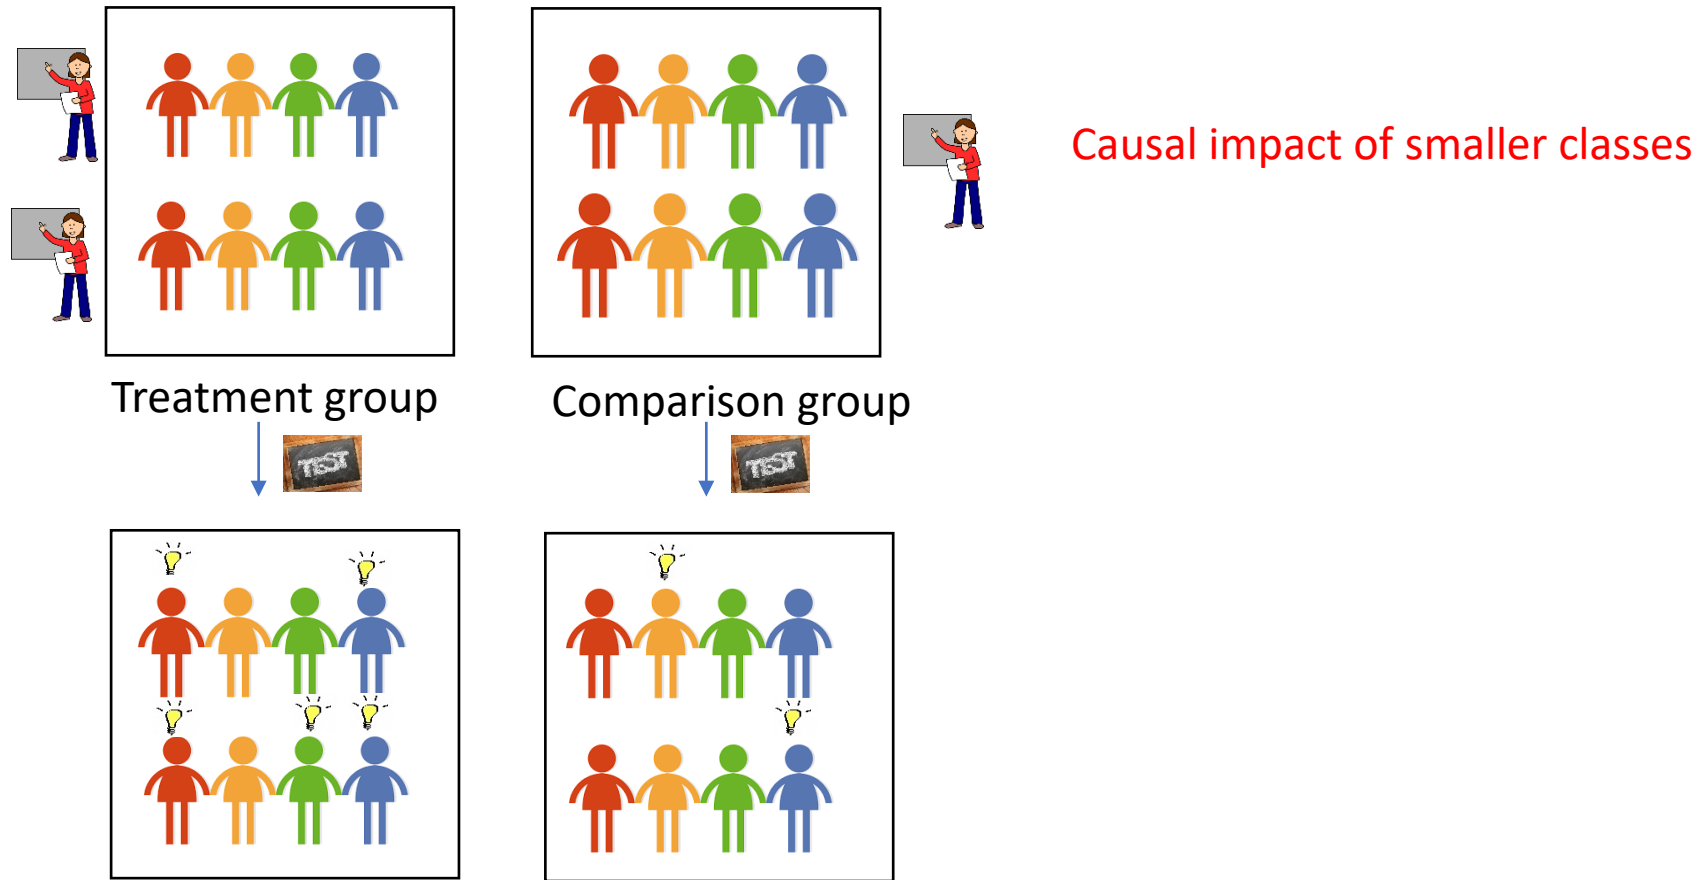 Causal impact of smaller classes
Treatment group
Comparison group
TEST
TEST